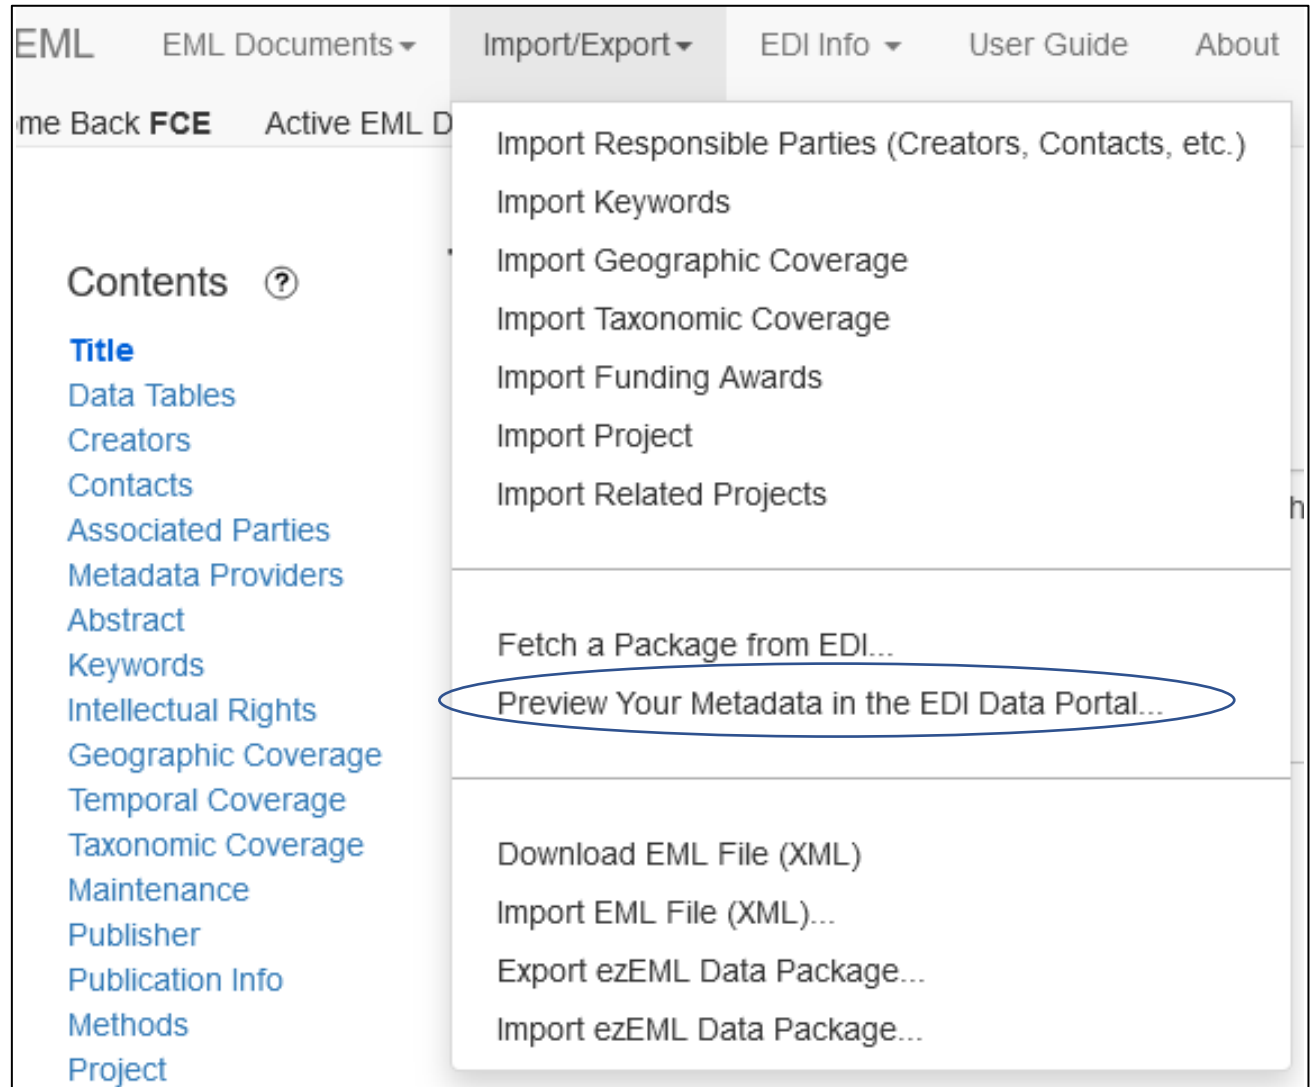 EML EML Documents Import/Export EDI Info User Guide About
me Back FCE Active EML D
Contents ?
Title
Data Tables
Creators
Contacts
Associated Parties
Metadata Providers
Abstract
Keywords
Intellectual Rights
Geographic Coverage
Temporal Coverage
Taxonomic Coverage
Maintenance
Publisher
Publication Info
Methods
Project
Import Responsible Parties (Creators, Contacts, etc.)
Import Keywords
Import Geographic Coverage
Import Taxonomic Coverage
Import Funding Awards
Import Project
Import Related Projects
h
Fetch a Package from EDI...
Preview Your Metadata in the EDI Data Portal...
Download EML File (XML)
Import EML File (XML)...
Export ezEML Data Package...
Import ezEML Data Package...